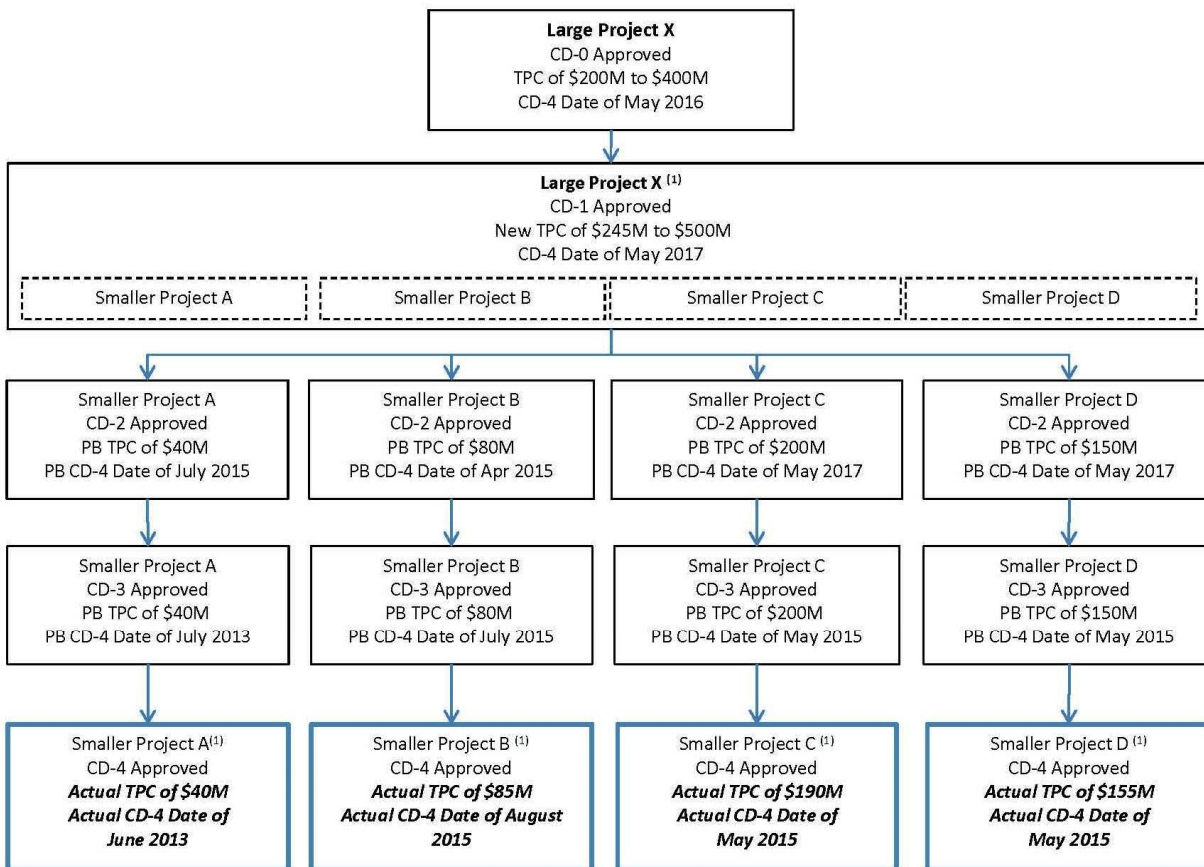 Large Project X
CD-0 Approved
TPC of $200M to $400M
CD-4 Date of May 2016
Large Project X (1)
CD-1 Approved
New TPC of $245M to $500M
CD-4 Date of May 2017
Smaller Project A
Smaller Project B
Smaller Project C
Smaller Project D
Smaller Project A
CD-2 Approved
PB TPC of $40M
PB CD-4 Date of July 2015
Smaller Project B
CD-2 Approved
PB TPC of $80M
PB CD-4 Date of Apr 2015
Smaller Project C
CD-2 Approved
PB TPC of $200M
PB CD-4 Date of May 2017
Smaller Project D
CD-2 Approved
PB TPC of $150M
PB CD-4 Date of May 2017
Smaller Project A
CD-3 Approved
PB TPC of $40M
PB CD-4 Date of July 2013
Smaller Project B
CD-3 Approved
PB TPC of $80M
PB CD-4 Date of July 2015
Smaller Project C
CD-3 Approved
PB TPC of $200M
PB CD-4 Date of May 2015
Smaller Project D
CD-3 Approved
PB TPC of $150M
PB CD-4 Date of May 2015
Smaller Project A(1)
CD-4 Approved
Actual TPC of $40M
Actual CD-4 Date of
June 2013
Smaller Project B (1)
CD-4 Approved
Actual TPC of $85M
Actual CD-4 Date of August
2015
Smaller Project C (1)
CD-4 Approved
Actual TPC of $190M
Actual CD-4 Date of
May 2015
Smaller Project D (1)
CD-4 Approved
Actual TPC of $155M
Actual CD-4 Date of
May 2015